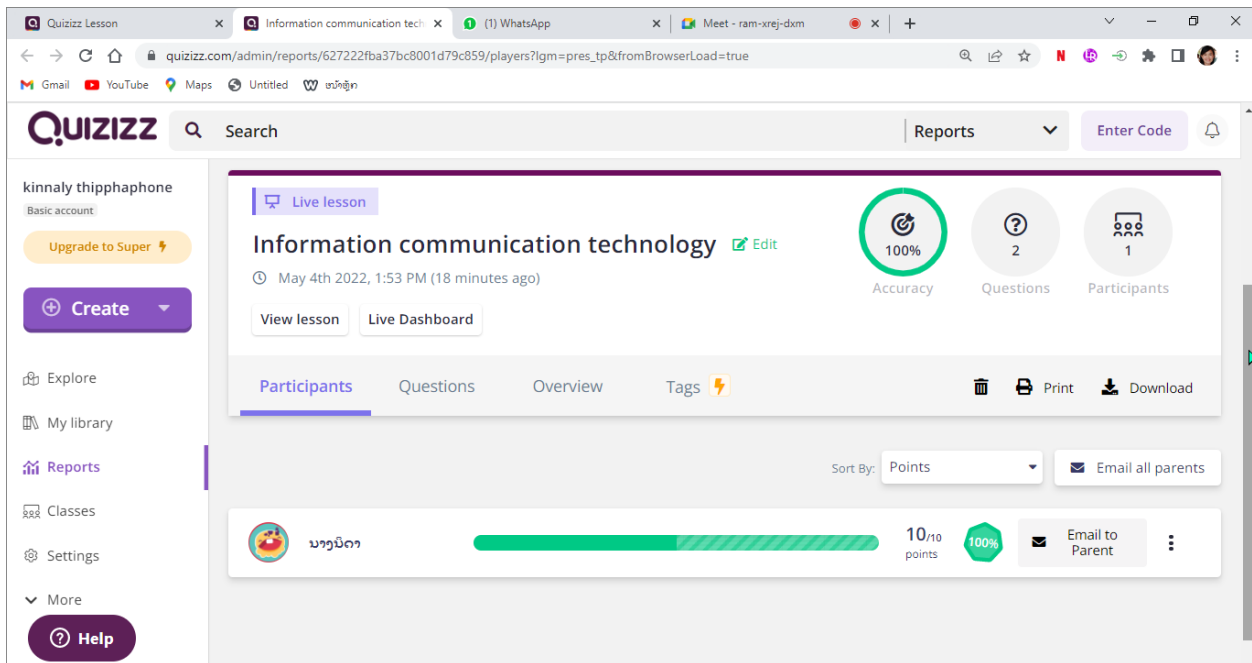 Quizizz Lesson
Information communication tech
(1) WhatsApp
Meet - ram-xrej-dxm
quizizz.com/admin/reports/627222fba37bc8001d79c859/players?lgm=pres_tp&fromBrowserLoad=true
Gmail
YouTube
Maps
Untitled
QUIZIZZ
Search
Reports
Enter Code
kinnaly thipphaphone
Basic account
Upgrade to Super
Create
Explore
My library
Reports
Classes
Settings
More
Help
Live lesson
Information communication technology
Edit
May 4th 2022, 1:53 PM (18 minutes ago)
View lesson
Live Dashboard
100%
Accuracy
2
Questions
1
Participants
Participants
Questions
Overview
Tags
Print
Download
Sort By:
Points
Email all parents
ນາງນິດາ
10/10
points
100%
Email to
Parent